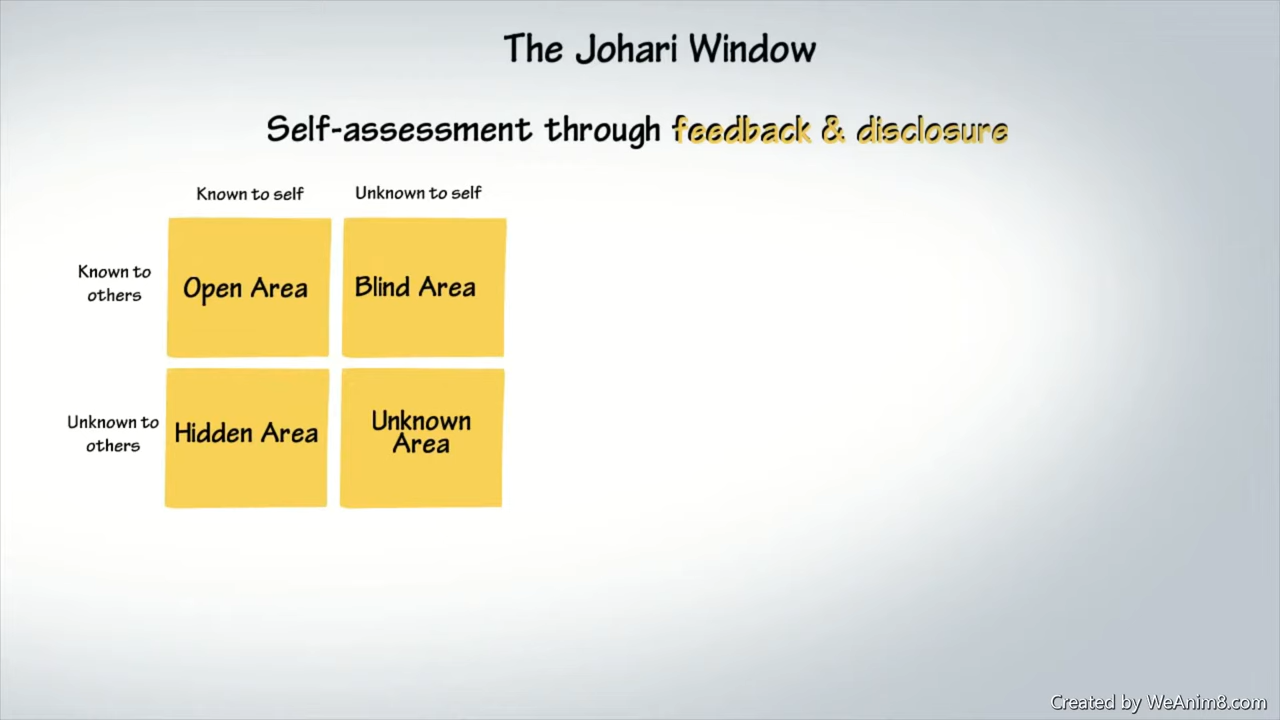 The Johari Window
Self-assessment through feedback & disclosure
Known to self
Unknown to self
Known to
others
Open Area
Blind Area
Unknown to
others
Hidden Area
Unknown
Area
Created by WeAnim8.com